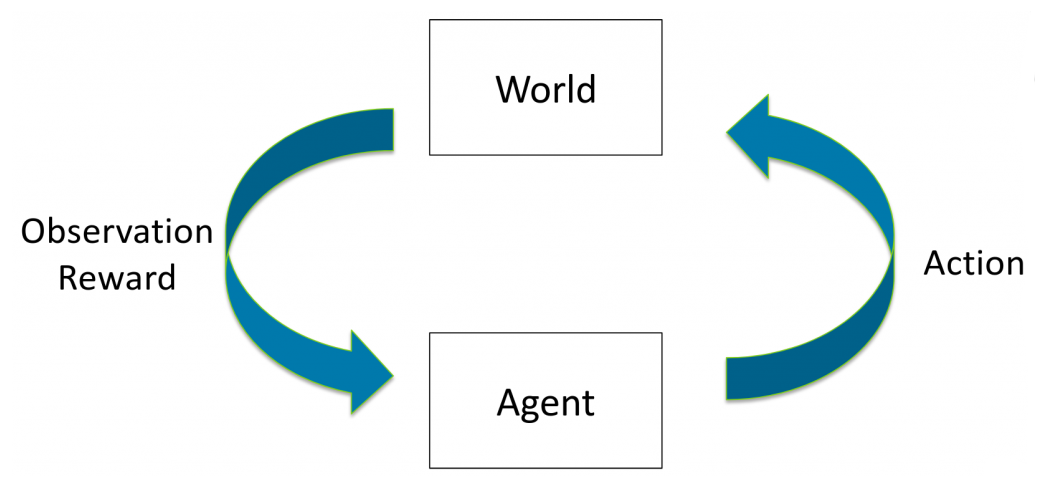 World
Observation
Reward
Action
Agent